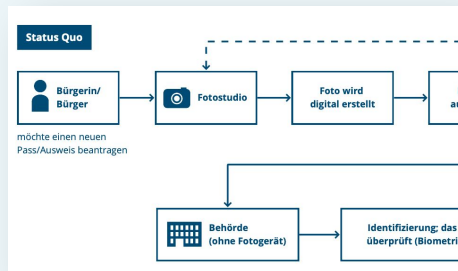 Status Quo
Bürgerin/
Bürger
Fotostudio
Foto wird
digital erstellt
möchte einen neuen
Pass/Ausweis beantragen
Behörde
(ohne Fotogerät)
Identifizierung; das
überprüft